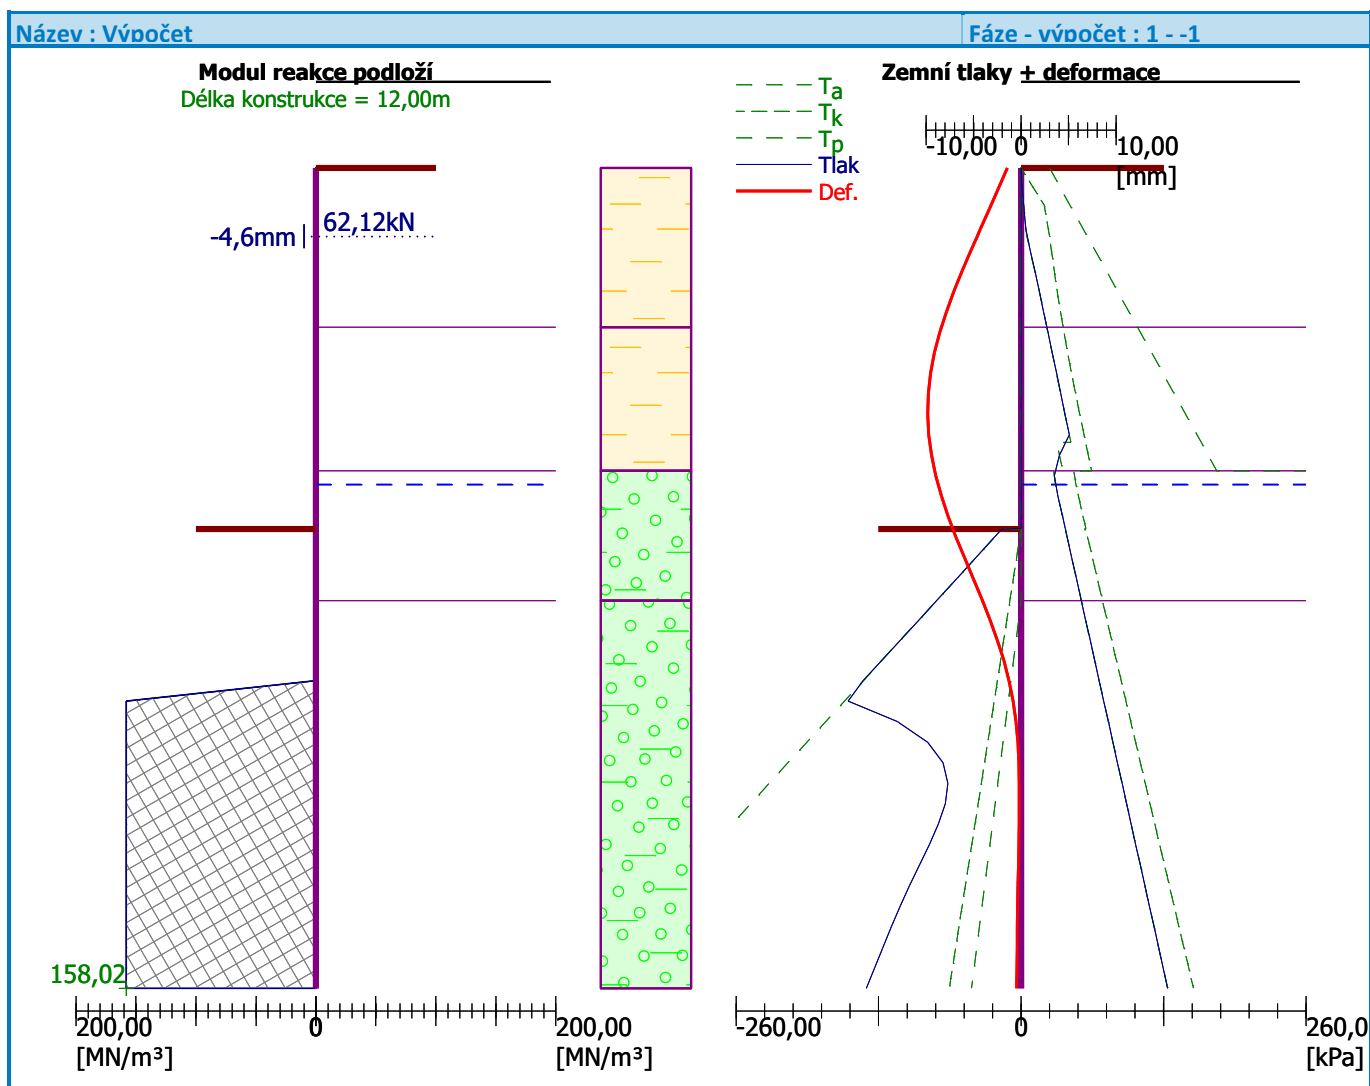 Název : Výpočet
Fáze - výpočet : 1 - -1
Modul reakce podloží
Délka konstrukce = 12,00m
Zemní tlaky + deformace
Ta
Tk
Tp
Tlak
Def.
-10,00 0 10,00
[mm]
-4,6mm
62,12kN
158,02
200,00 0 200,00
[MN/m³] [MN/m³]
-260,00 0 260,0
[kPa]